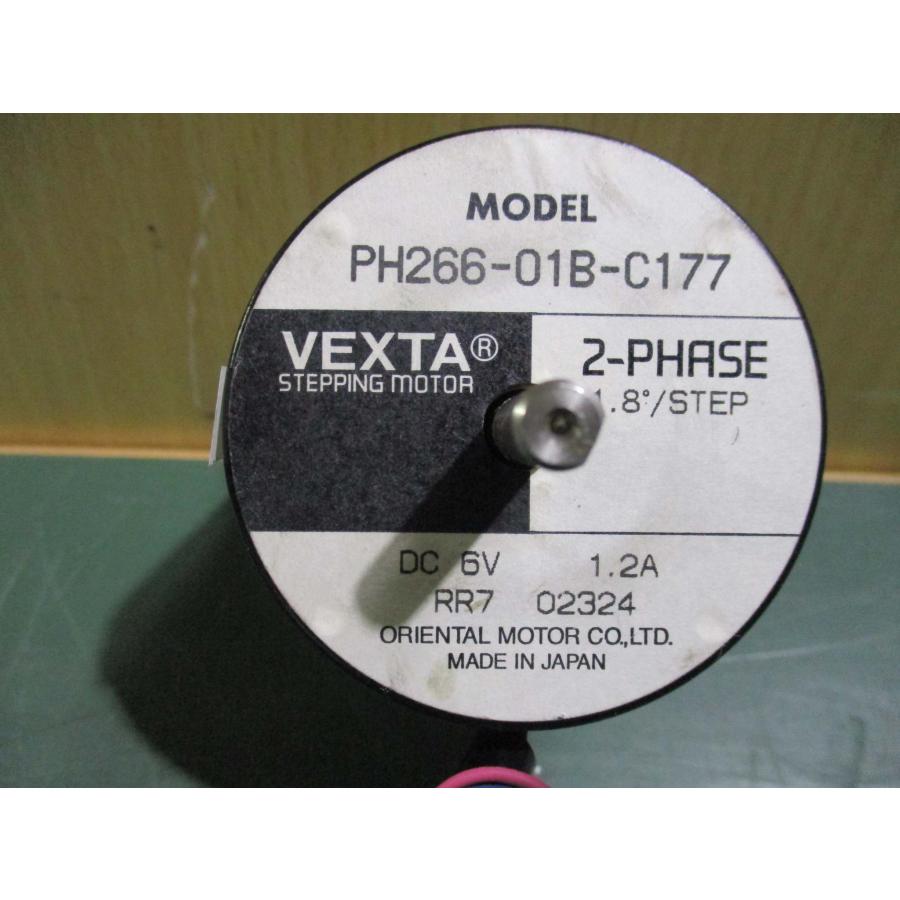 MODEL
PH266-01B-C177
VEXTA®
STEPPING MOTOR
2-PHASE
1.8°/STEP
DC 6V 1.2A
RR7 02324
ORIENTAL MOTOR CO.,LTD.
MADE IN JAPAN